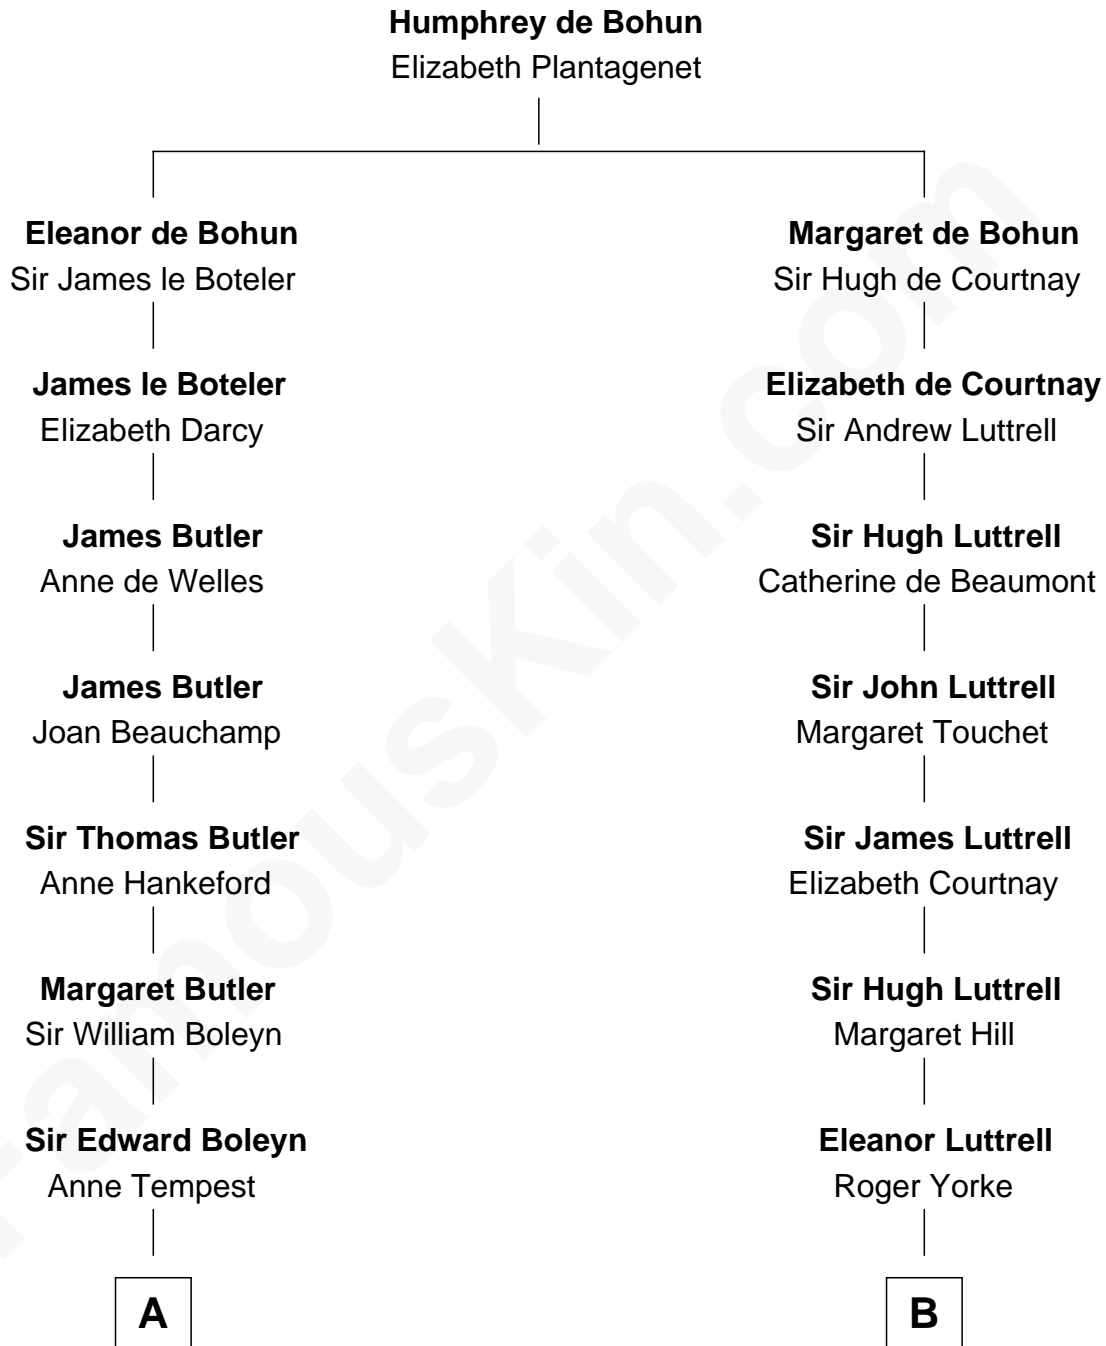 Humphrey de Bohun
Elizabeth Plantagenet
Eleanor de Bohun
Sir James le Boteler
Margaret de Bohun
Sir Hugh de Courtnay
James le Boteler
Elizabeth Darcy
Elizabeth de Courtnay
Sir Andrew Luttrell
James Butler
Anne de Welles
Sir Hugh Luttrell
Catherine de Beaumont
James Butler
Joan Beauchamp
Sir John Luttrell
Margaret Touchet
Sir Thomas Butler
Anne Hankeford
Sir James Luttrell
Elizabeth Courtnay
Margaret Butler
Sir William Boleyn
Sir Hugh Luttrell
Margaret Hill
Sir Edward Boleyn
Anne Tempest
Eleanor Luttrell
Roger Yorke
A
B
FamousKin.com